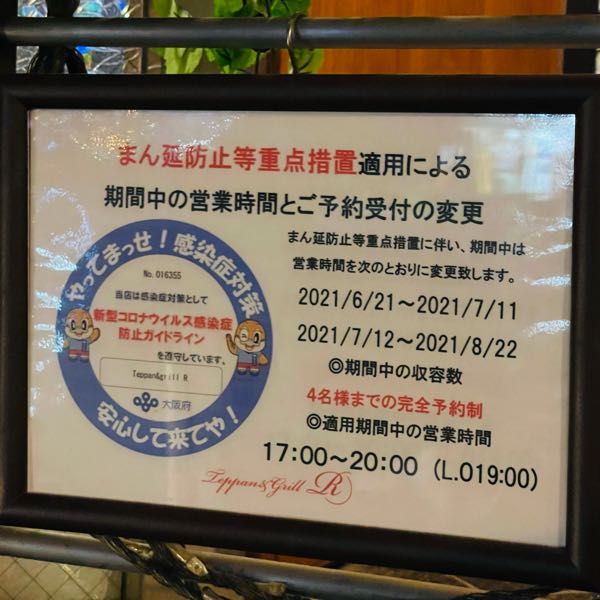 まん延防止等重点措置適用による
期間中の営業時間とご予約受付の変更
やってまっせ！感染症対策
No.016355
当店は感染症対策として
新型コロナウイルス感染症
防止ガイドライン
を遵守しています。
Teppan&grill R
大阪府
安心して来てや！
まん延防止等重点措置に伴い、期間中は
営業時間を次のとおりに変更致します。
2021/6/21～2021/7/11
2021/7/12～2021/8/22
◎期間中の収容数
4名様までの完全予約制
◎適用期間中の営業時間
17:00～20:00（L.O19:00)
Teppan&Grill R